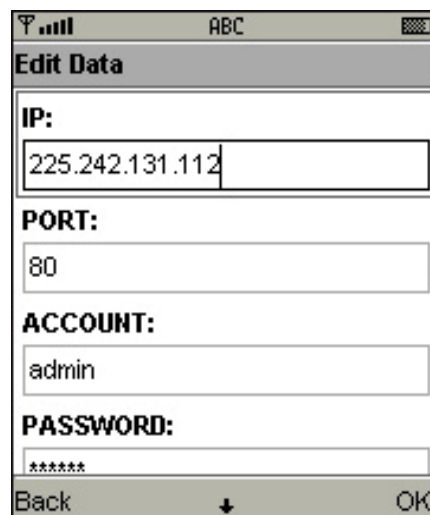 ABC
Edit Data
IP:
225.242.131.112
PORT:
80
ACCOUNT:
admin
PASSWORD:
******
Back OK